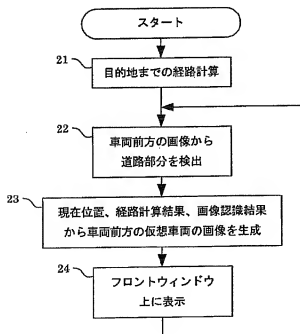 スタート
21
目的地までの経路計算
22
車両前方の画像から
道路部分を検出
23
現在位置、経路計算結果、画像認識結果
から車両前方の仮想車両の画像を生成
24
フロントウィンドウ
上に表示